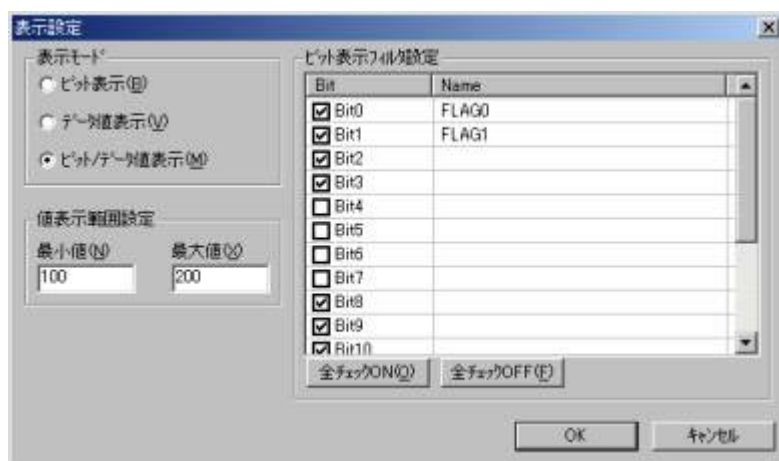 表示設定
表示ﾓｰﾄﾞ
ﾋﾞｯﾄ表示(B)
ﾃﾞｰﾀ値表示(V)
ﾋﾞｯﾄ/ﾃﾞｰﾀ値表示(M)
値表示範囲設定
最小値(N) 最大値(X)
100 200
ﾋﾞｯﾄ表示ﾌｨﾙﾀ設定
Bit Name
Bit0 FLAG0
Bit1 FLAG1
Bit2
Bit3
Bit4
Bit5
Bit6
Bit7
Bit8
Bit9
Bit10
全ﾁｪｯｸON(O) 全ﾁｪｯｸOFF(F)
OK ｷｬﾝｾﾙ